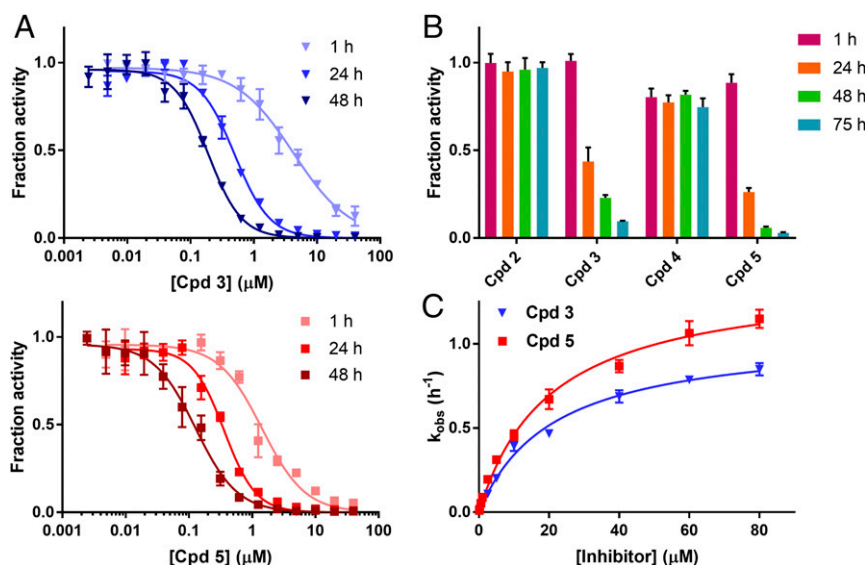 A
Fraction activity
1.0
0.5
0.0
1 h
24 h
48 h
0.001 0.01 0.1 1 10 100
[Cpd 3] (μM)
Fraction activity
1.0
0.5
0.0
1 h
24 h
48 h
0.001 0.01 0.1 1 10 100
[Cpd 5] (μM)
B
Fraction activity
1.0
0.5
0.0
1 h
24 h
48 h
75 h
Cpd 2 Cpd 3 Cpd 4 Cpd 5
C
kobs (h-1)
1.0
0.5
0.0
Cpd 3
Cpd 5
0 20 40 60 80
[Inhibitor] (μM)